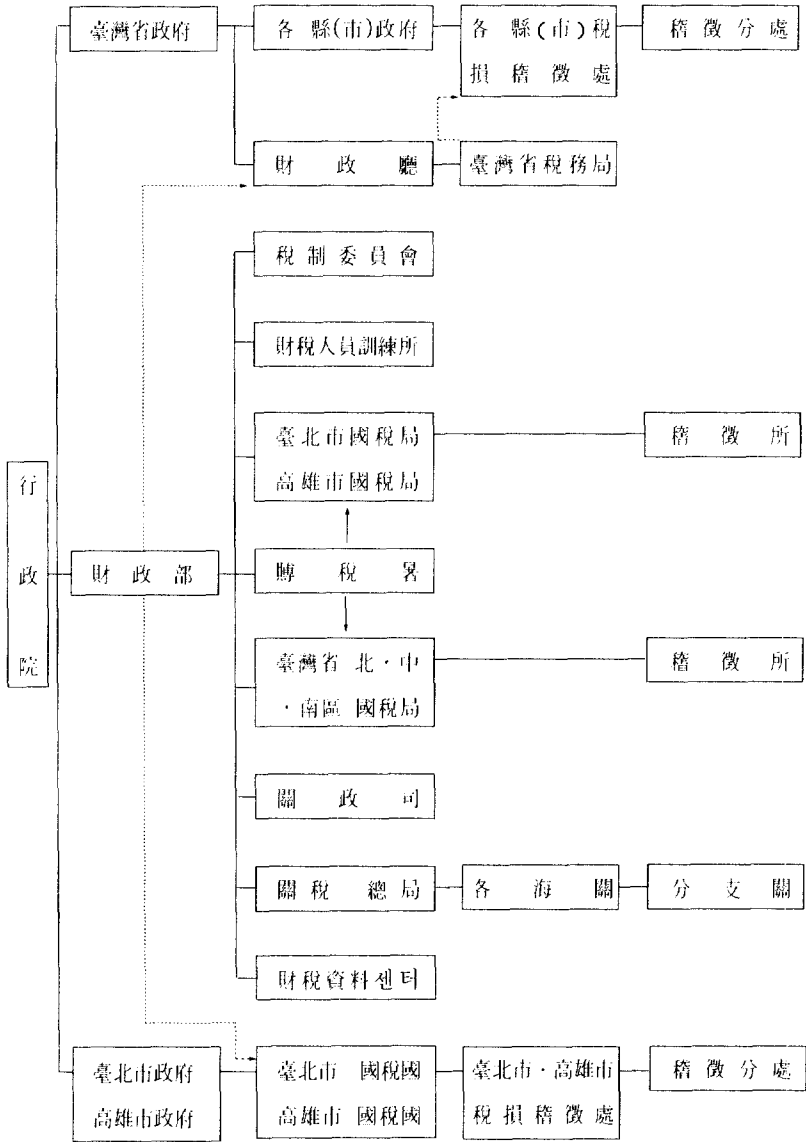 臺灣省政府
各 縣(市)政府
各 縣(市)稅
損 稽 徵 處
稽 徵 分 處
財 政 廳
臺灣省稅務局
稅 制 委 員 會
財稅人員訓練所
臺北市國稅局
高雄市國稅局
稽 徵 所
行 政 院
財 政 部
賻 稅 署
臺灣省 北・中
・南區 國稅局
稽 徵 所
關 政 司
關 稅 總 局
各 海 關
分 支 關
財稅資料센터
臺北市政府
高雄市政府
臺北市 國稅國
高雄市 國稅國
臺北市・高雄市
稅 損 稽 徵 處
稽 徵 分 處